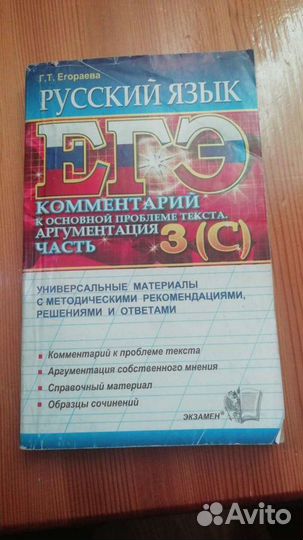 Г.Т. Егораева
РУССКИЙ ЯЗЫК
ЕГЭ
КОММЕНТАРИЙ
К ОСНОВНОЙ ПРОБЛЕМЕ ТЕКСТА.
АРГУМЕНТАЦИЯ
ЧАСТЬ 3 (С)
УНИВЕРСАЛЬНЫЕ МАТЕРИАЛЫ
С МЕТОДИЧЕСКИМИ РЕКОМЕНДАЦИЯМИ,
РЕШЕНИЯМИ И ОТВЕТАМИ
• Комментарий к проблеме текста
• Аргументация собственного мнения
• Справочный материал
• Образцы сочинений
ЭКЗАМЕН®
Avito